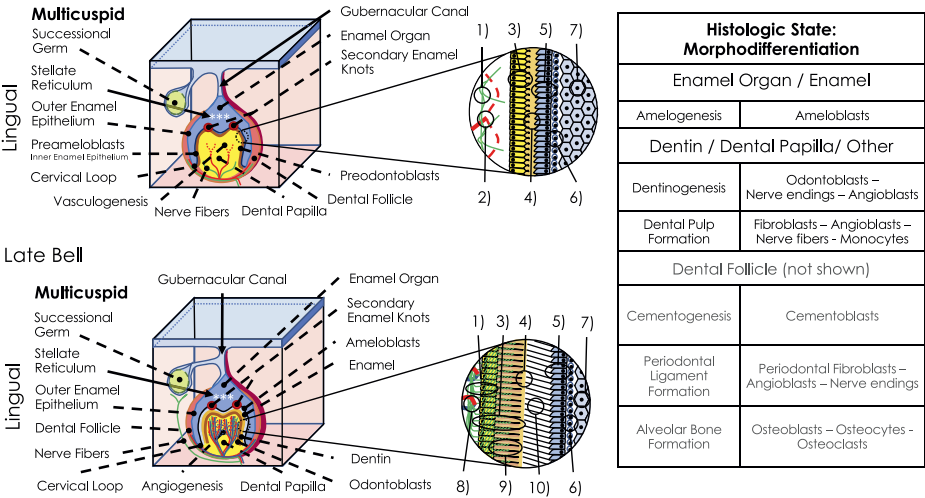 Multicuspid
Successional
Germ
Stellate
Reticulum
Outer Enamel
Epithelium
Preameloblasts
Inner Enamel Epithelium
Cervical Loop
Vasculogenesis
Nerve Fibers
Dental Papilla
Lingual
Gubernacular Canal
Enamel Organ
Secondary Enamel
Knots
***
Preodontoblasts
Dental Follicle
1) 3) 5) 7)
2) 4) 6)
Late Bell
Multicuspid
Successional
Germ
Stellate
Reticulum
Outer Enamel
Epithelium
Dental Follicle
Nerve Fibers
Cervical Loop
Angiogenesis
Dental Papilla
Lingual
Gubernacular Canal
Enamel Organ
Secondary
Enamel Knots
Ameloblasts
Enamel
***
Dentin
Odontoblasts
1) 3) 4) 5) 7)
8) 9) 10) 6)
Histologic State:
Morphodifferentiation
Enamel Organ / Enamel
Amelogenesis
Ameloblasts
Dentin / Dental Papilla/ Other
Dentinogenesis
Odontoblasts –
Nerve endings – Angioblasts
Dental Pulp
Formation
Fibroblasts – Angioblasts –
Nerve fibers - Monocytes
Dental Follicle (not shown)
Cementogenesis
Cementoblasts
Periodontal
Ligament
Formation
Periodontal Fibroblasts –
Angioblasts – Nerve endings
Alveolar Bone
Formation
Osteoblasts – Osteocytes -
Osteoclasts